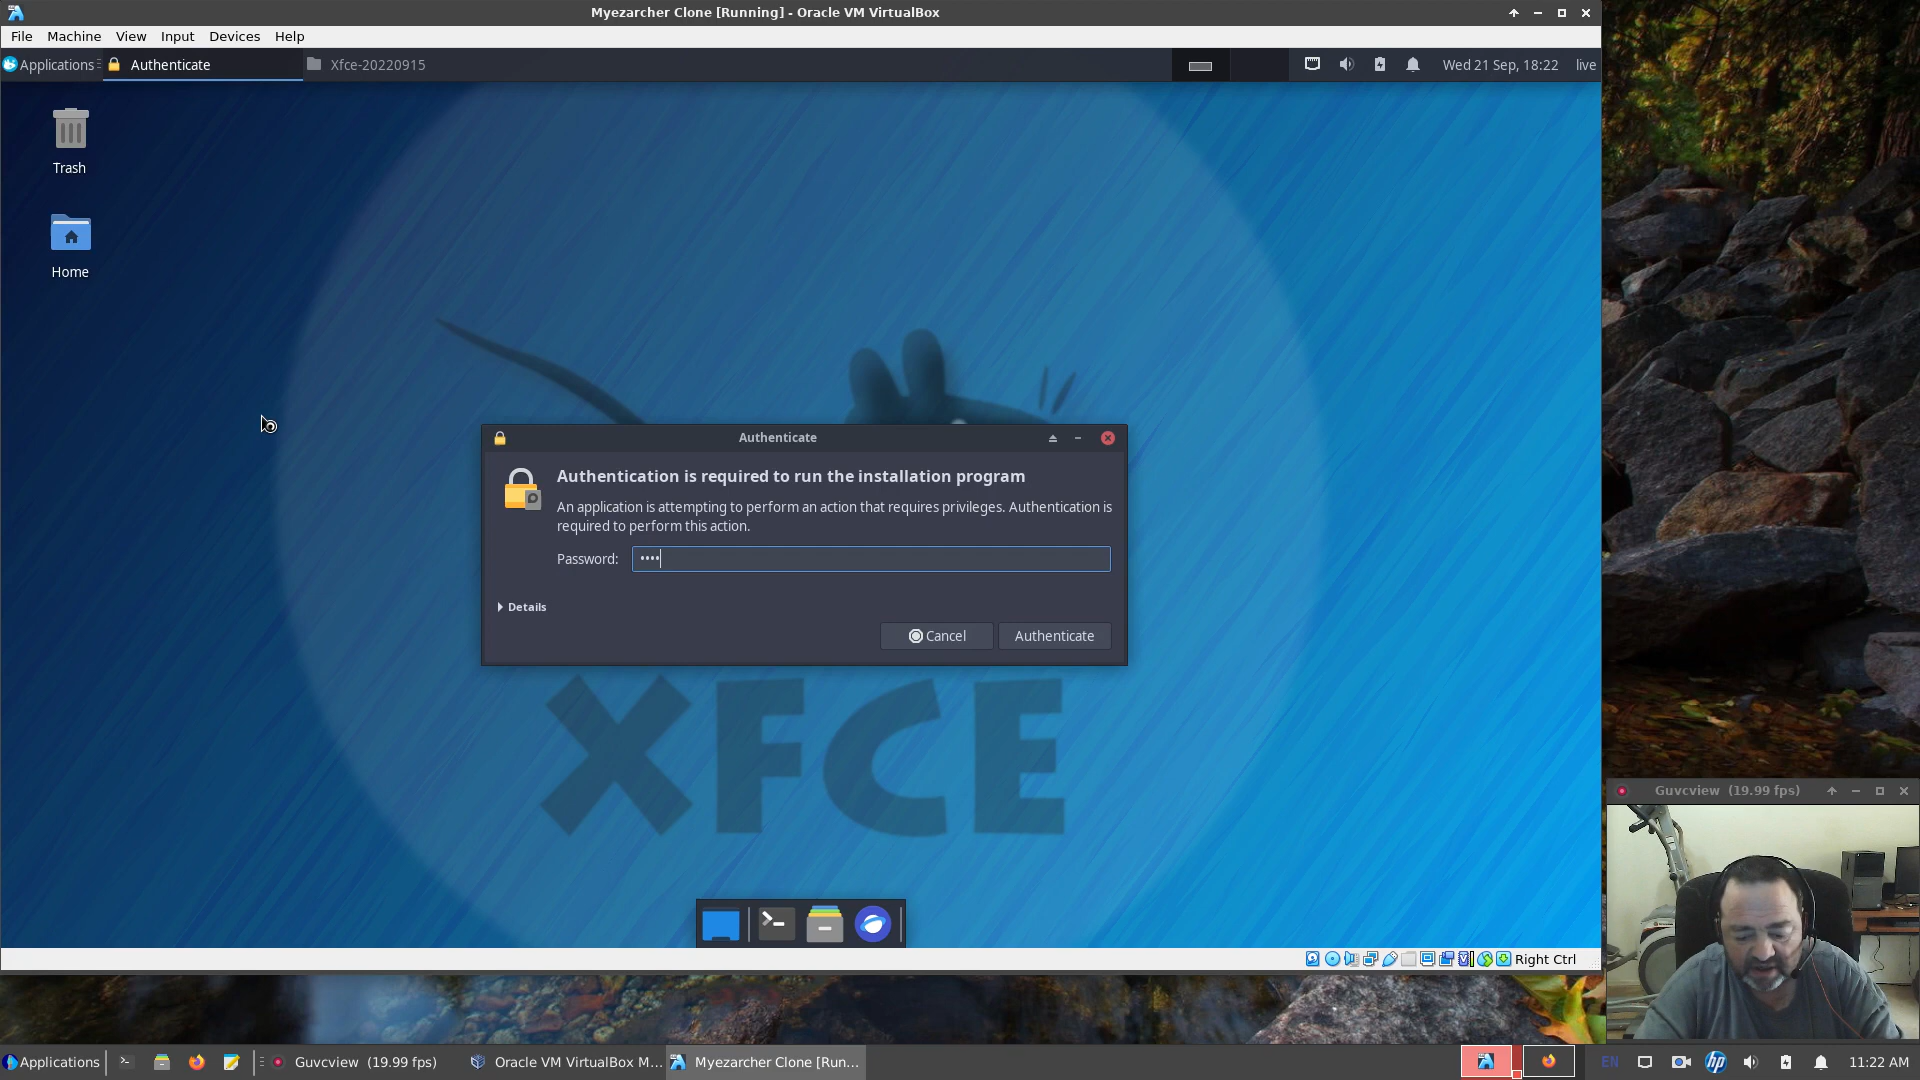 Myezarcher Clone [Running] - Oracle VM VirtualBox
File Machine View Input Devices Help
Applications Authenticate Xfce-20220915 Wed 21 Sep, 18:22 live
Trash
Home
Authenticate
Authentication is required to run the installation program
An application is attempting to perform an action that requires privileges. Authentication is
required to perform this action.
Password: ••••
Details
Cancel Authenticate
XFCE
Right Ctrl
Guvcview (19.99 fps)
Applications Guvcview (19.99 fps) Oracle VM VirtualBox M... Myezarcher Clone [Run... EN hp 11:22 AM